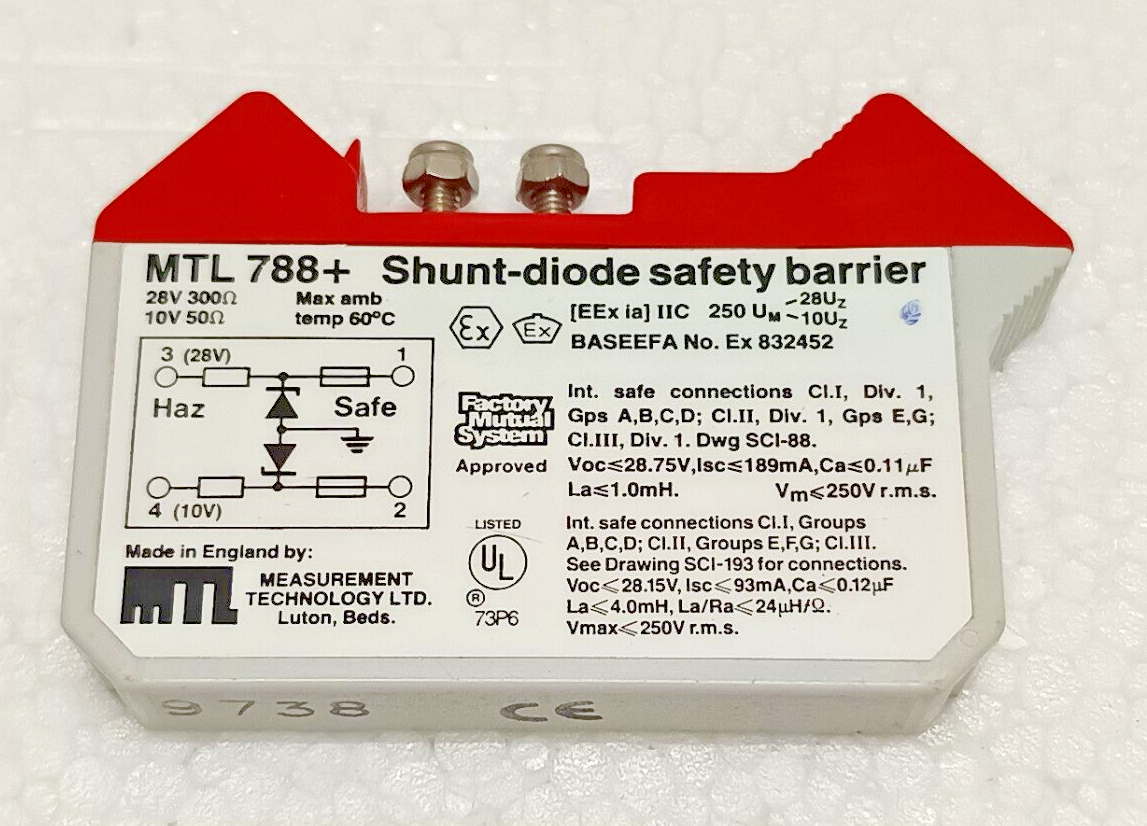 MTL 788+ Shunt-diode safety barrier
28V 300Ω
10V 50Ω
Max amb
temp 60°C
Ex
Ex
[EEx ia] IIC 250 UM 28UZ
10UZ
BASEEFA No. Ex 832452
3 (28V) 1
Haz Safe
4 (10V) 2
Factory
Mutual
System
Approved
Int. safe connections Cl.I, Div. 1,
Gps A,B,C,D; Cl.II, Div. 1, Gps E,G;
Cl.III, Div. 1. Dwg SCI-88.
Voc≤28.75V,Isc≤189mA,Ca≤0.11μF
La≤1.0mH. Vm≤250V r.m.s.
LISTED
UL
®
73P6
Int. safe connections Cl.I, Groups
A,B,C,D; Cl.II, Groups E,F,G; Cl.III.
See Drawing SCI-193 for connections.
Voc≤28.15V, Isc≤93mA,Ca≤0.12μF
La≤4.0mH, La/Ra≤24μH/Ω.
Vmax≤250V r.m.s.
Made in England by:
MTL
MEASUREMENT
TECHNOLOGY LTD.
Luton, Beds.
9738 CE